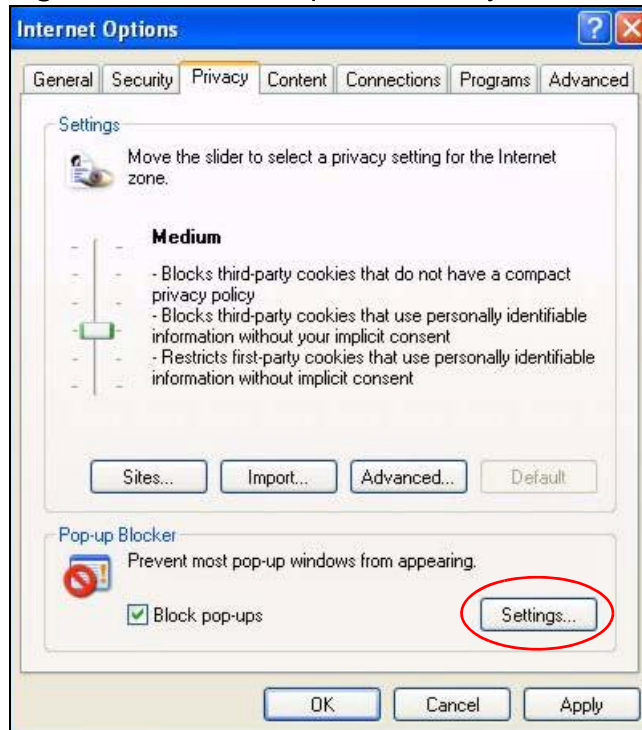 Internet Options
General Security Privacy Content Connections Programs Advanced
Settings
Move the slider to select a privacy setting for the Internet
zone.
Medium
- Blocks third-party cookies that do not have a compact
privacy policy
- Blocks third-party cookies that use personally identifiable
information without your implicit consent
- Restricts first-party cookies that use personally identifiable
information without implicit consent
Sites... Import... Advanced... Default
Pop-up Blocker
Prevent most pop-up windows from appearing.
Block pop-ups Settings...
OK Cancel Apply